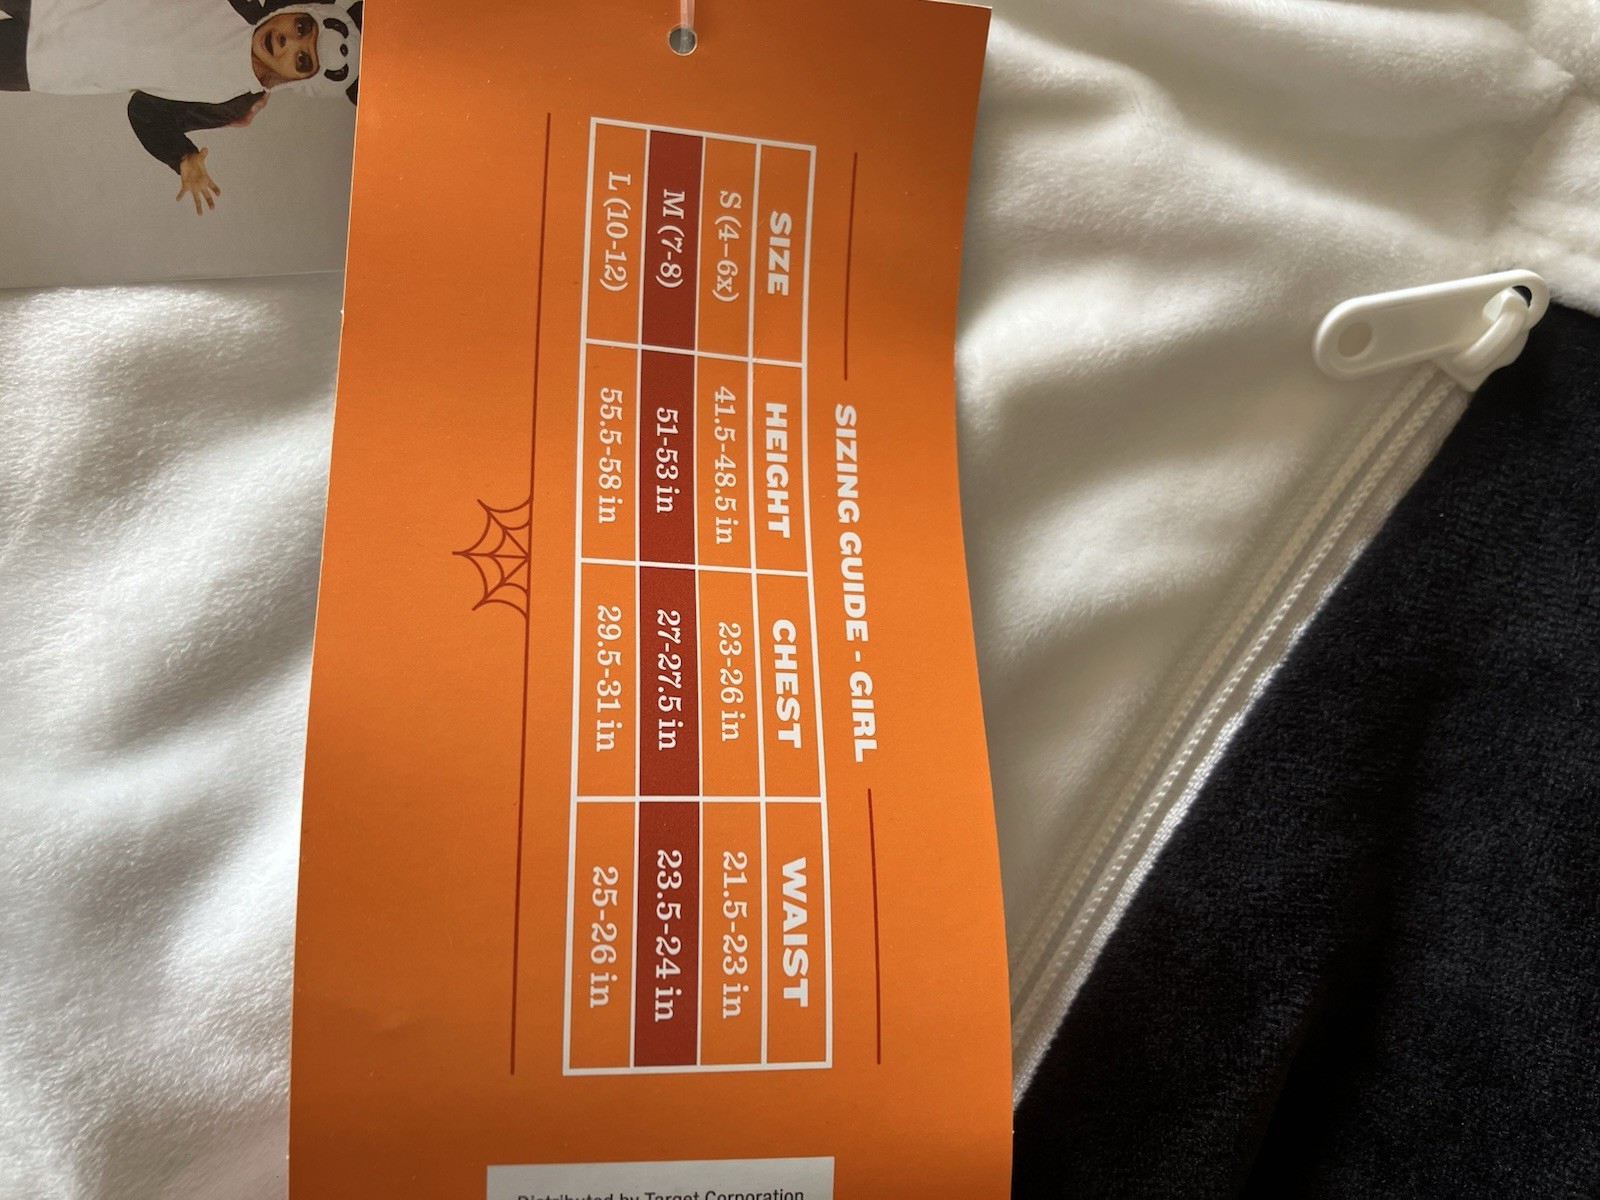 SIZING GUIDE - GIRL
SIZE HEIGHT CHEST WAIST
S (4-6x) 41.5-48.5 in 23-26 in 21.5-23 in
M (7-8) 51-53 in 27-27.5 in 23.5-24 in
L (10-12) 55.5-58 in 29.5-31 in 25-26 in
Distributed by Target Corporation